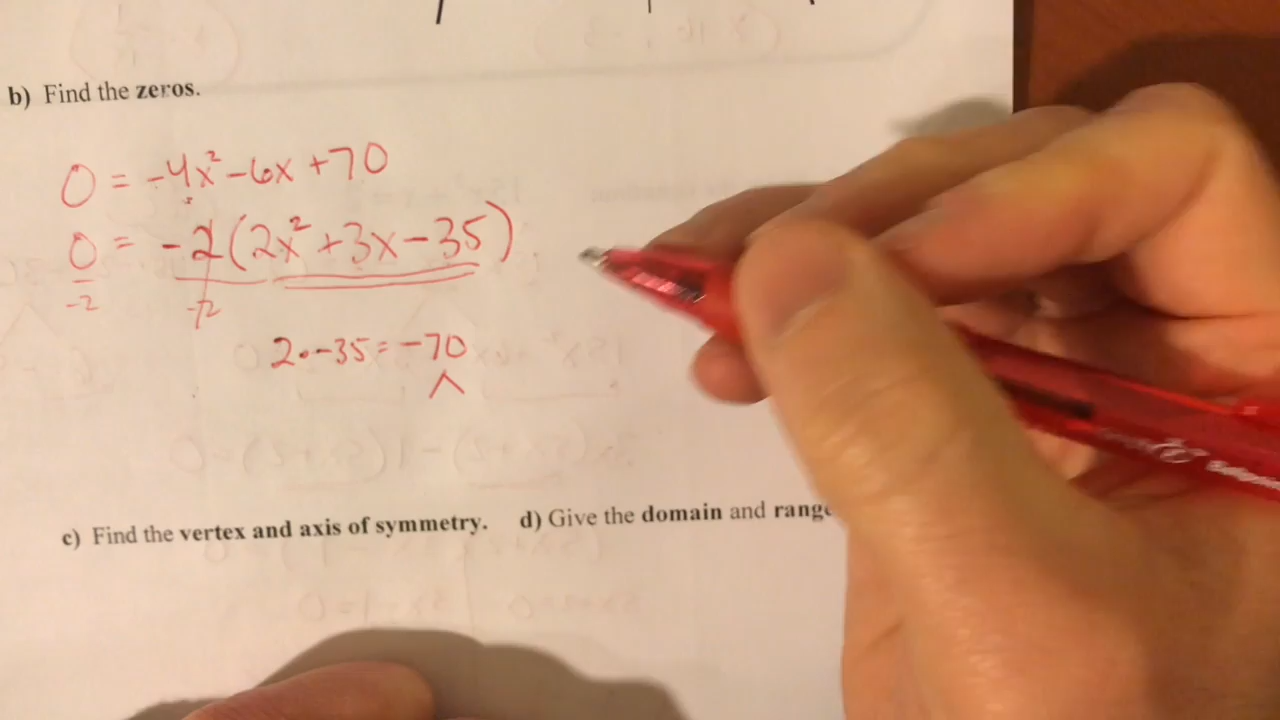 b) Find the zeros.
0 = -4x² - 6x + 70
0 = -2(2x² + 3x - 35)
-2 -2
2•-35 = -70
c) Find the vertex and axis of symmetry. d) Give the domain and range